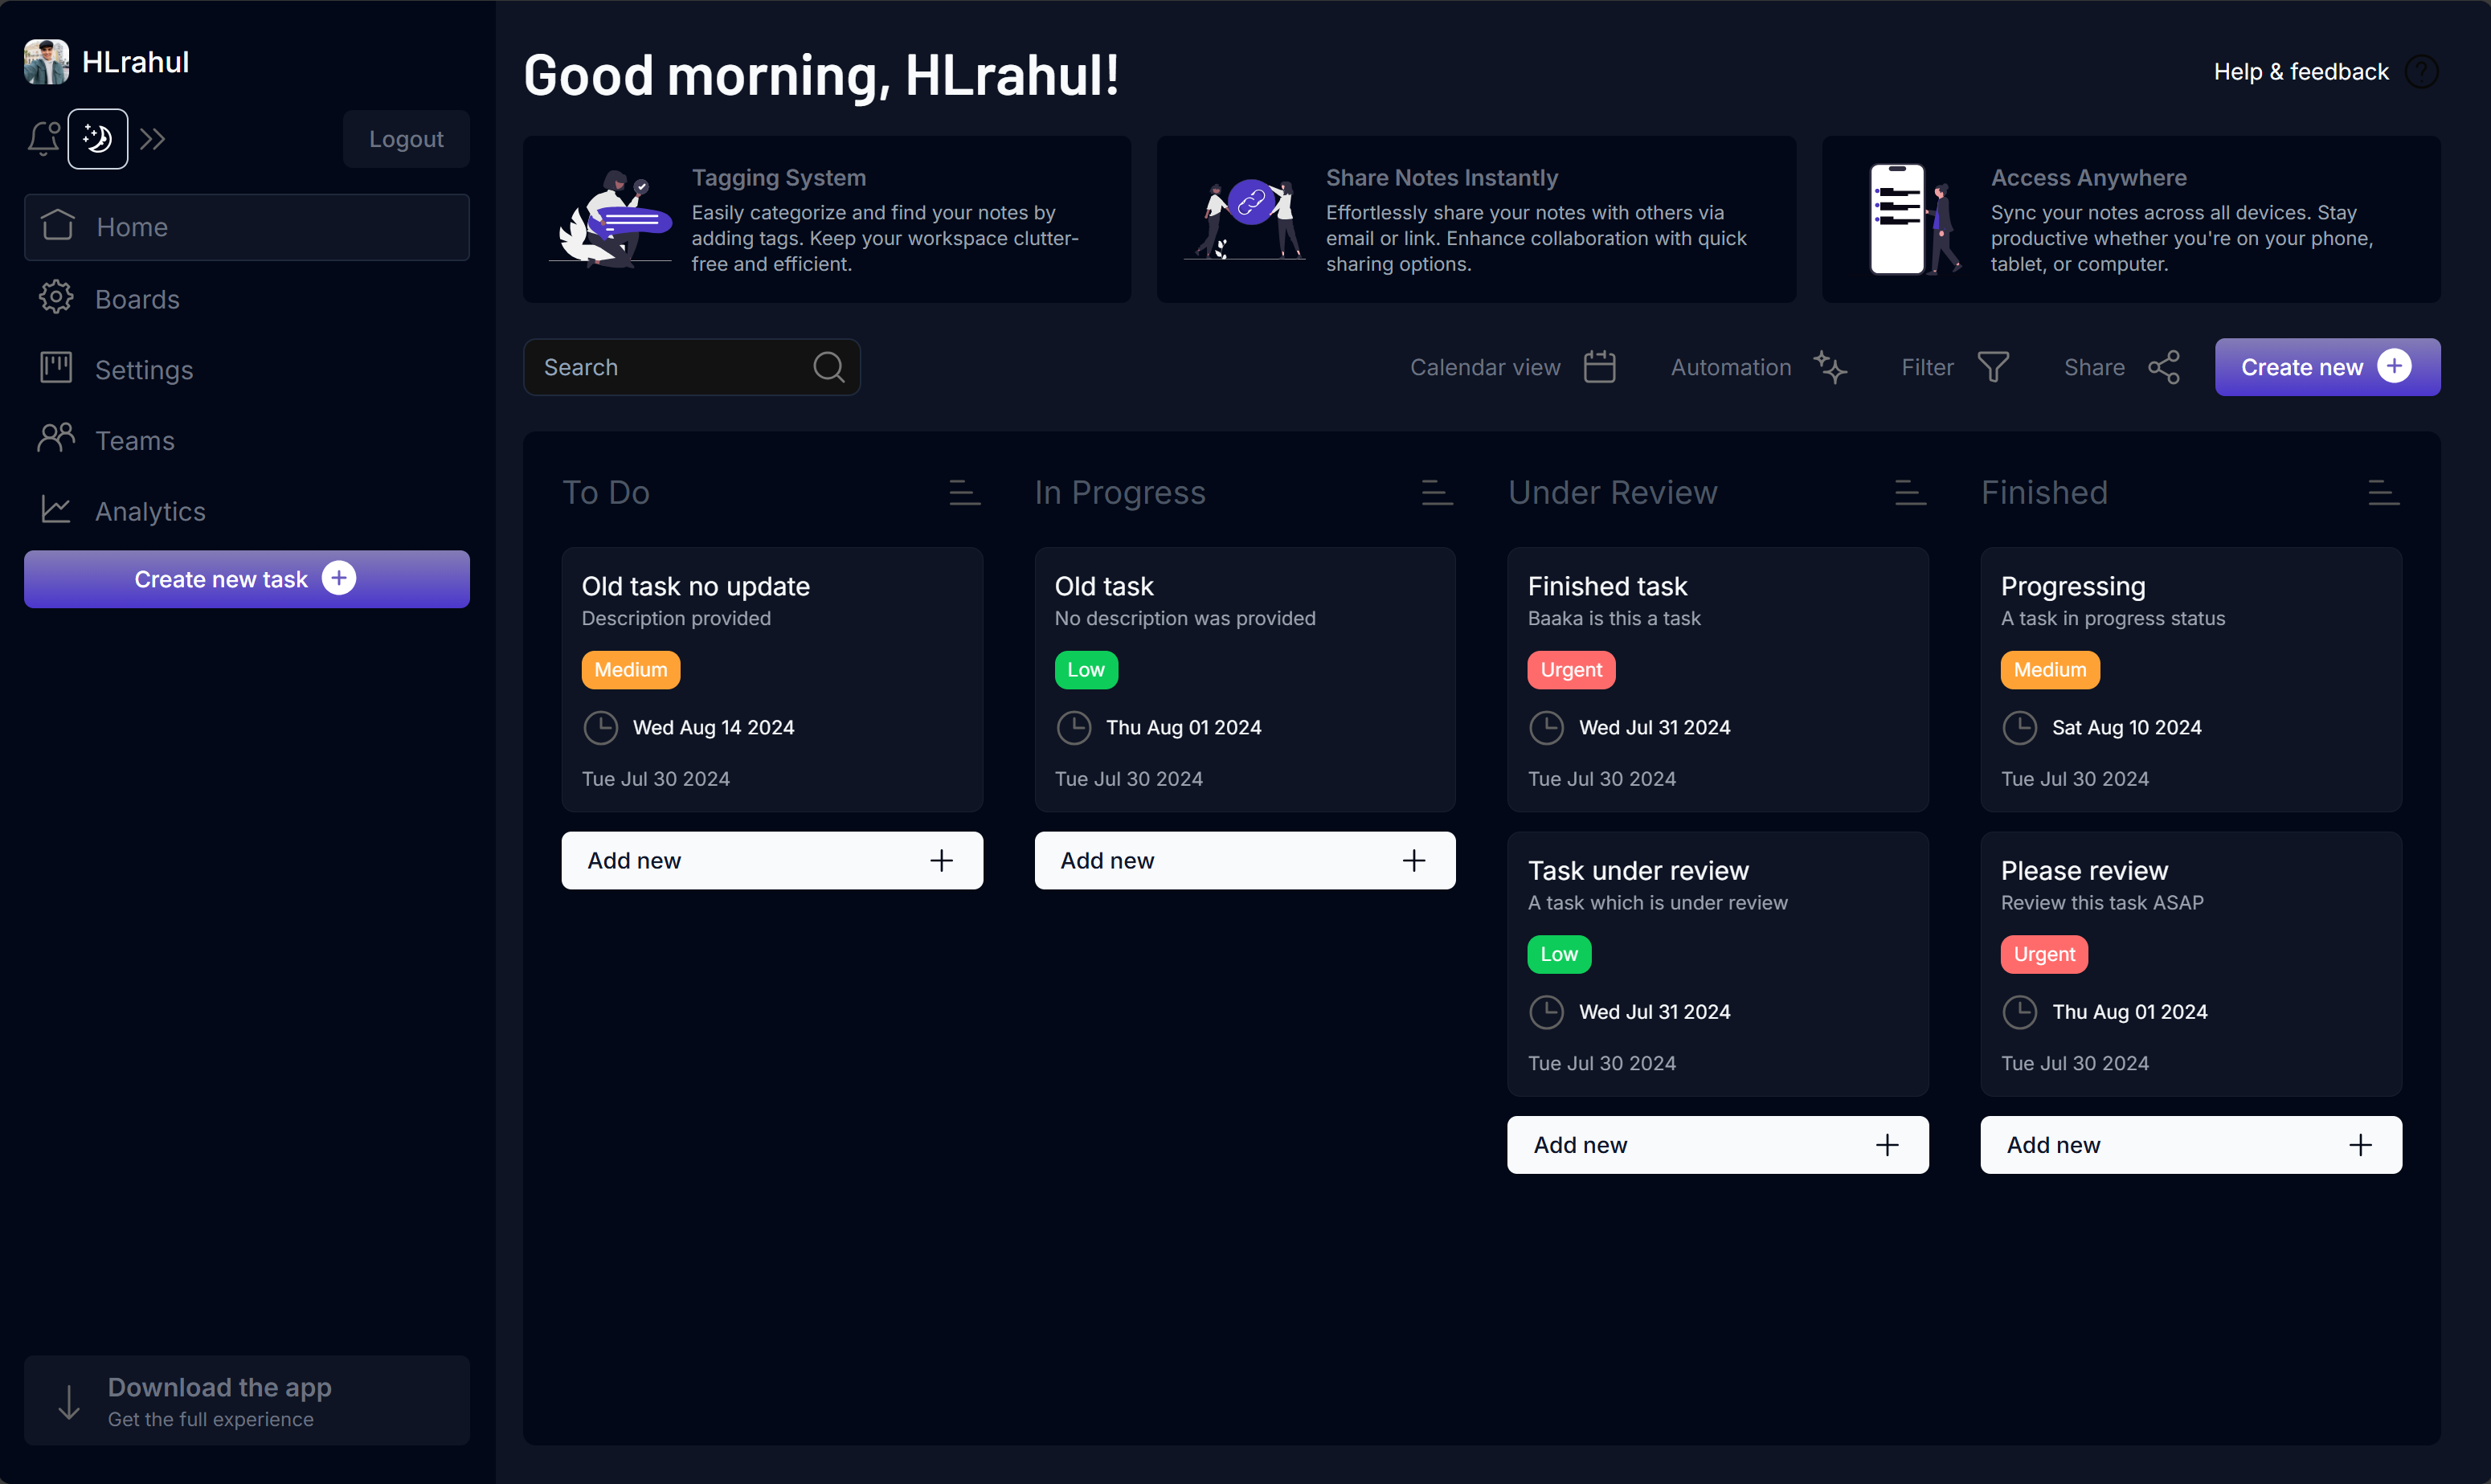 HLrahul
Logout
Home
Boards
Settings
Teams
Analytics
Create new task
Download the app
Get the full experience
Good morning, HLrahul!
Help & feedback
Tagging System
Easily categorize and find your notes by
adding tags. Keep your workspace clutter-
free and efficient.
Share Notes Instantly
Effortlessly share your notes with others via
email or link. Enhance collaboration with quick
sharing options.
Access Anywhere
Sync your notes across all devices. Stay
productive whether you're on your phone,
tablet, or computer.
Search
Calendar view
Automation
Filter
Share
Create new
To Do
Old task no update
Description provided
Medium
Wed Aug 14 2024
Tue Jul 30 2024
Add new
In Progress
Old task
No description was provided
Low
Thu Aug 01 2024
Tue Jul 30 2024
Add new
Under Review
Finished task
Baaka is this a task
Urgent
Wed Jul 31 2024
Tue Jul 30 2024
Task under review
A task which is under review
Low
Wed Jul 31 2024
Tue Jul 30 2024
Add new
Finished
Progressing
A task in progress status
Medium
Sat Aug 10 2024
Tue Jul 30 2024
Please review
Review this task ASAP
Urgent
Thu Aug 01 2024
Tue Jul 30 2024
Add new